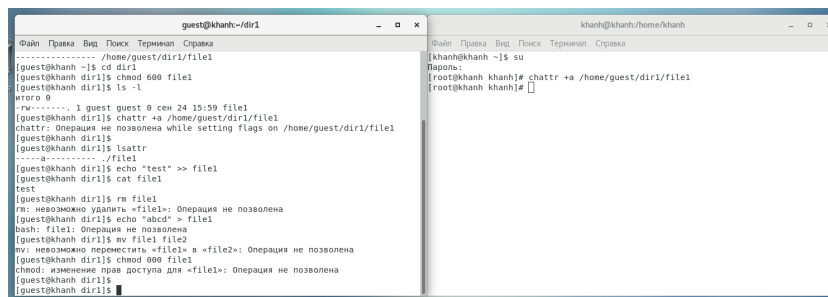 guest@khanh:~/dir1
Файл Правка Вид Поиск Терминал Справка
---------------- /home/guest/dir1/file1
[guest@khanh ~]$ cd dir1
[guest@khanh dir1]$ chmod 600 file1
[guest@khanh dir1]$ ls -l
итого 0
-rw-------. 1 guest guest 0 сен 24 15:59 file1
[guest@khanh dir1]$ chattr +a /home/guest/dir1/file1
chattr: Операция не позволена while setting flags on /home/guest/dir1/file1
[guest@khanh dir1]$
[guest@khanh dir1]$ lsattr
-----a---------- ./file1
[guest@khanh dir1]$ echo "test" >> file1
[guest@khanh dir1]$ cat file1
test
[guest@khanh dir1]$ rm file1
rm: невозможно удалить «file1»: Операция не позволена
[guest@khanh dir1]$ echo "abcd" > file1
bash: file1: Операция не позволена
[guest@khanh dir1]$ mv file1 file2
mv: невозможно переместить «file1» в «file2»: Операция не позволена
[guest@khanh dir1]$ chmod 000 file1
chmod: изменение прав доступа для «file1»: Операция не позволена
[guest@khanh dir1]$
[guest@khanh dir1]$
khanh@khanh:/home/khanh
Файл Правка Вид Поиск Терминал Справка
[khanh@khanh ~]$ su
Пароль:
[root@khanh khanh]# chattr +a /home/guest/dir1/file1
[root@khanh khanh]#